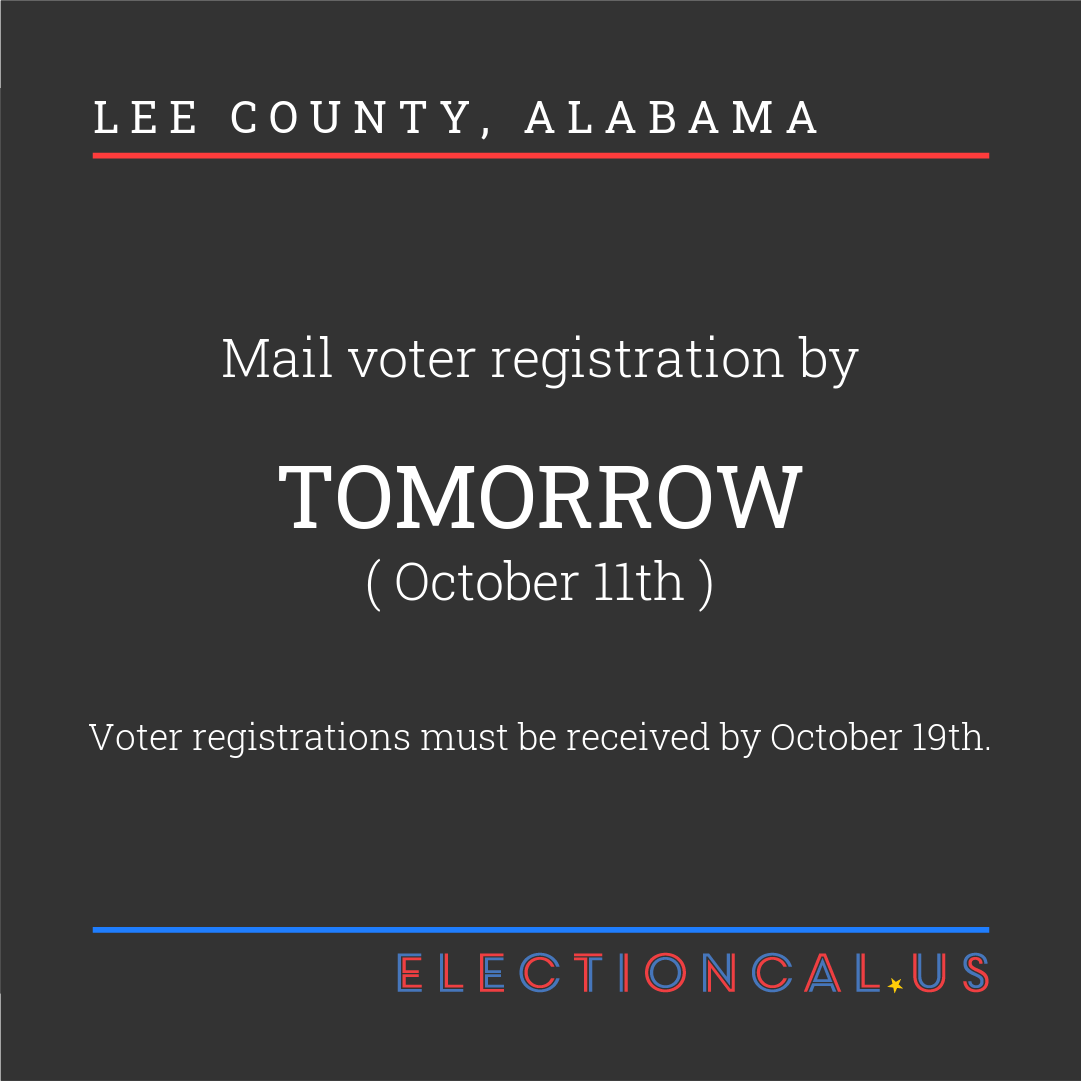 LEE COUNTY, ALABAMA
Mail voter registration by
TOMORROW
( October 11th )
Voter registrations must be received by October 19th.
ELECTIONCAL.US